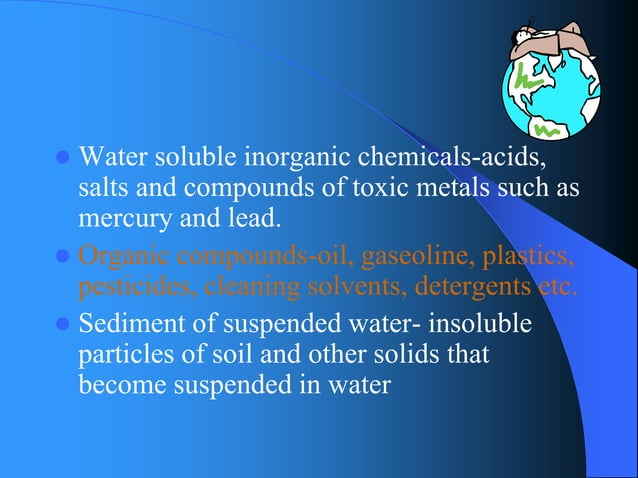 Water soluble inorganic chemicals-acids,
salts and compounds of toxic metals such as
mercury and lead.
Organic compounds-oil, gaseoline, plastics,
pesticides, cleaning solvents, detergents etc.
Sediment of suspended water- insoluble
particles of soil and other solids that
become suspended in water